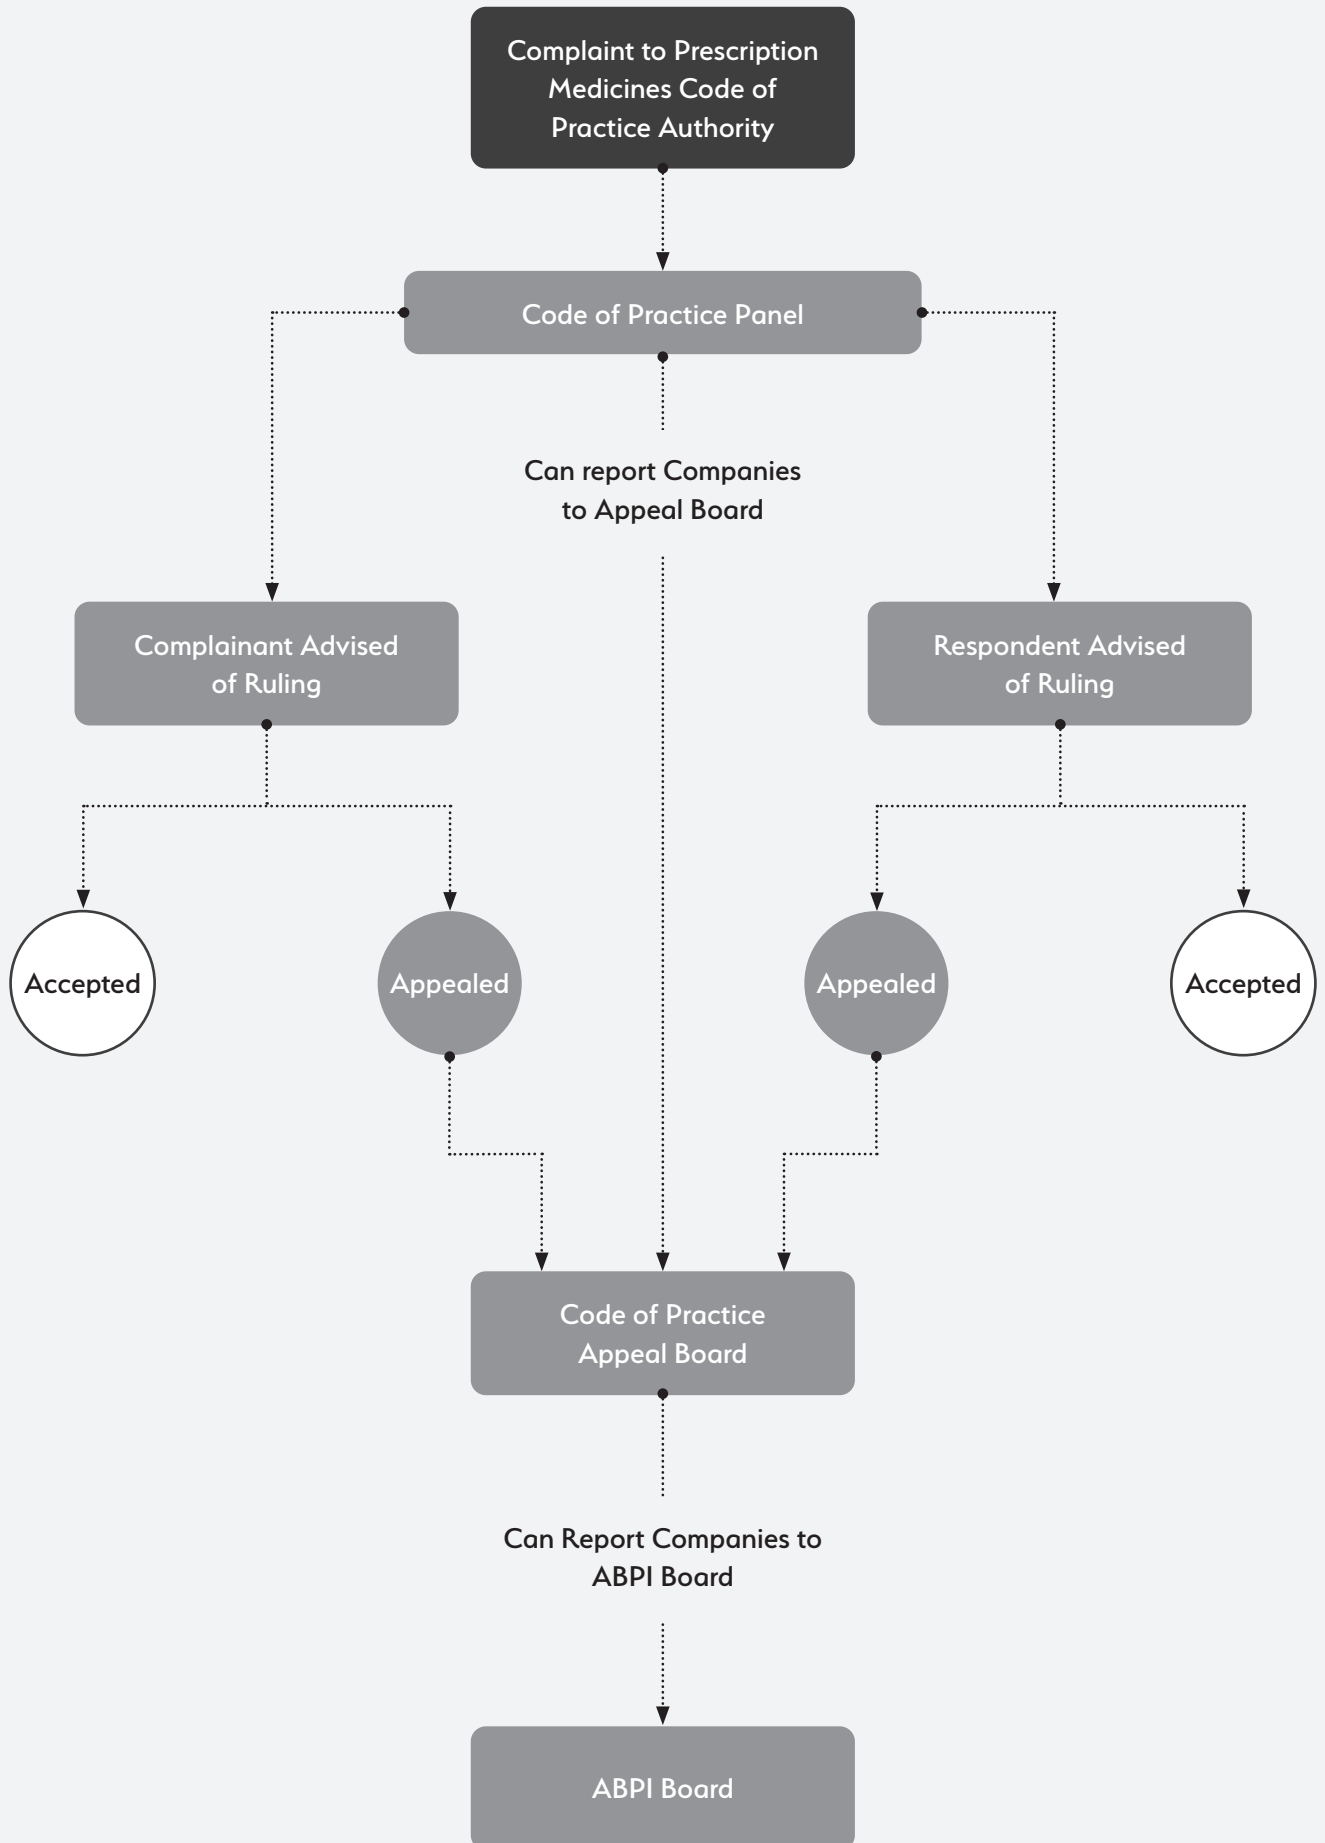 Complaint to Prescription
Medicines Code of
Practice Authority
Code of Practice Panel
Can report Companies
to Appeal Board
Complainant Advised
of Ruling
Respondent Advised
of Ruling
Accepted
Appealed
Appealed
Accepted
Code of Practice
Appeal Board
Can Report Companies to
ABPI Board
ABPI Board